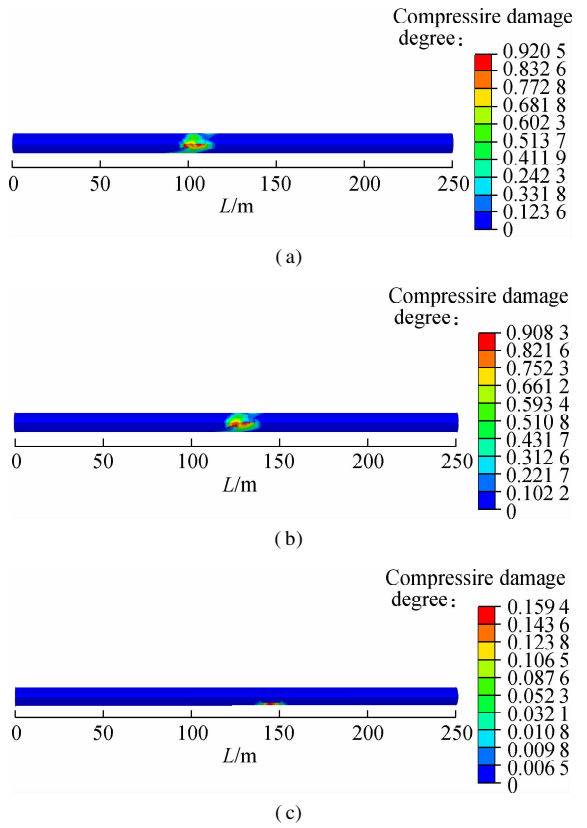 Compressire damage
degree：
0.920 5
0.832 6
0.772 8
0.681 8
0.602 3
0.513 7
0.411 9
0.242 3
0.331 8
0.123 6
0
0 50 100 150 200 250
L/m
(a)
Compressire damage
degree：
0.908 3
0.821 6
0.752 3
0.661 2
0.593 4
0.510 8
0.431 7
0.312 6
0.221 7
0.102 2
0
0 50 100 150 200 250
L/m
(b)
Compressire damage
degree：
0.159 4
0.143 6
0.123 8
0.106 5
0.087 6
0.052 3
0.032 1
0.010 8
0.009 8
0.006 5
0
0 50 100 150 200 250
L/m
(c)